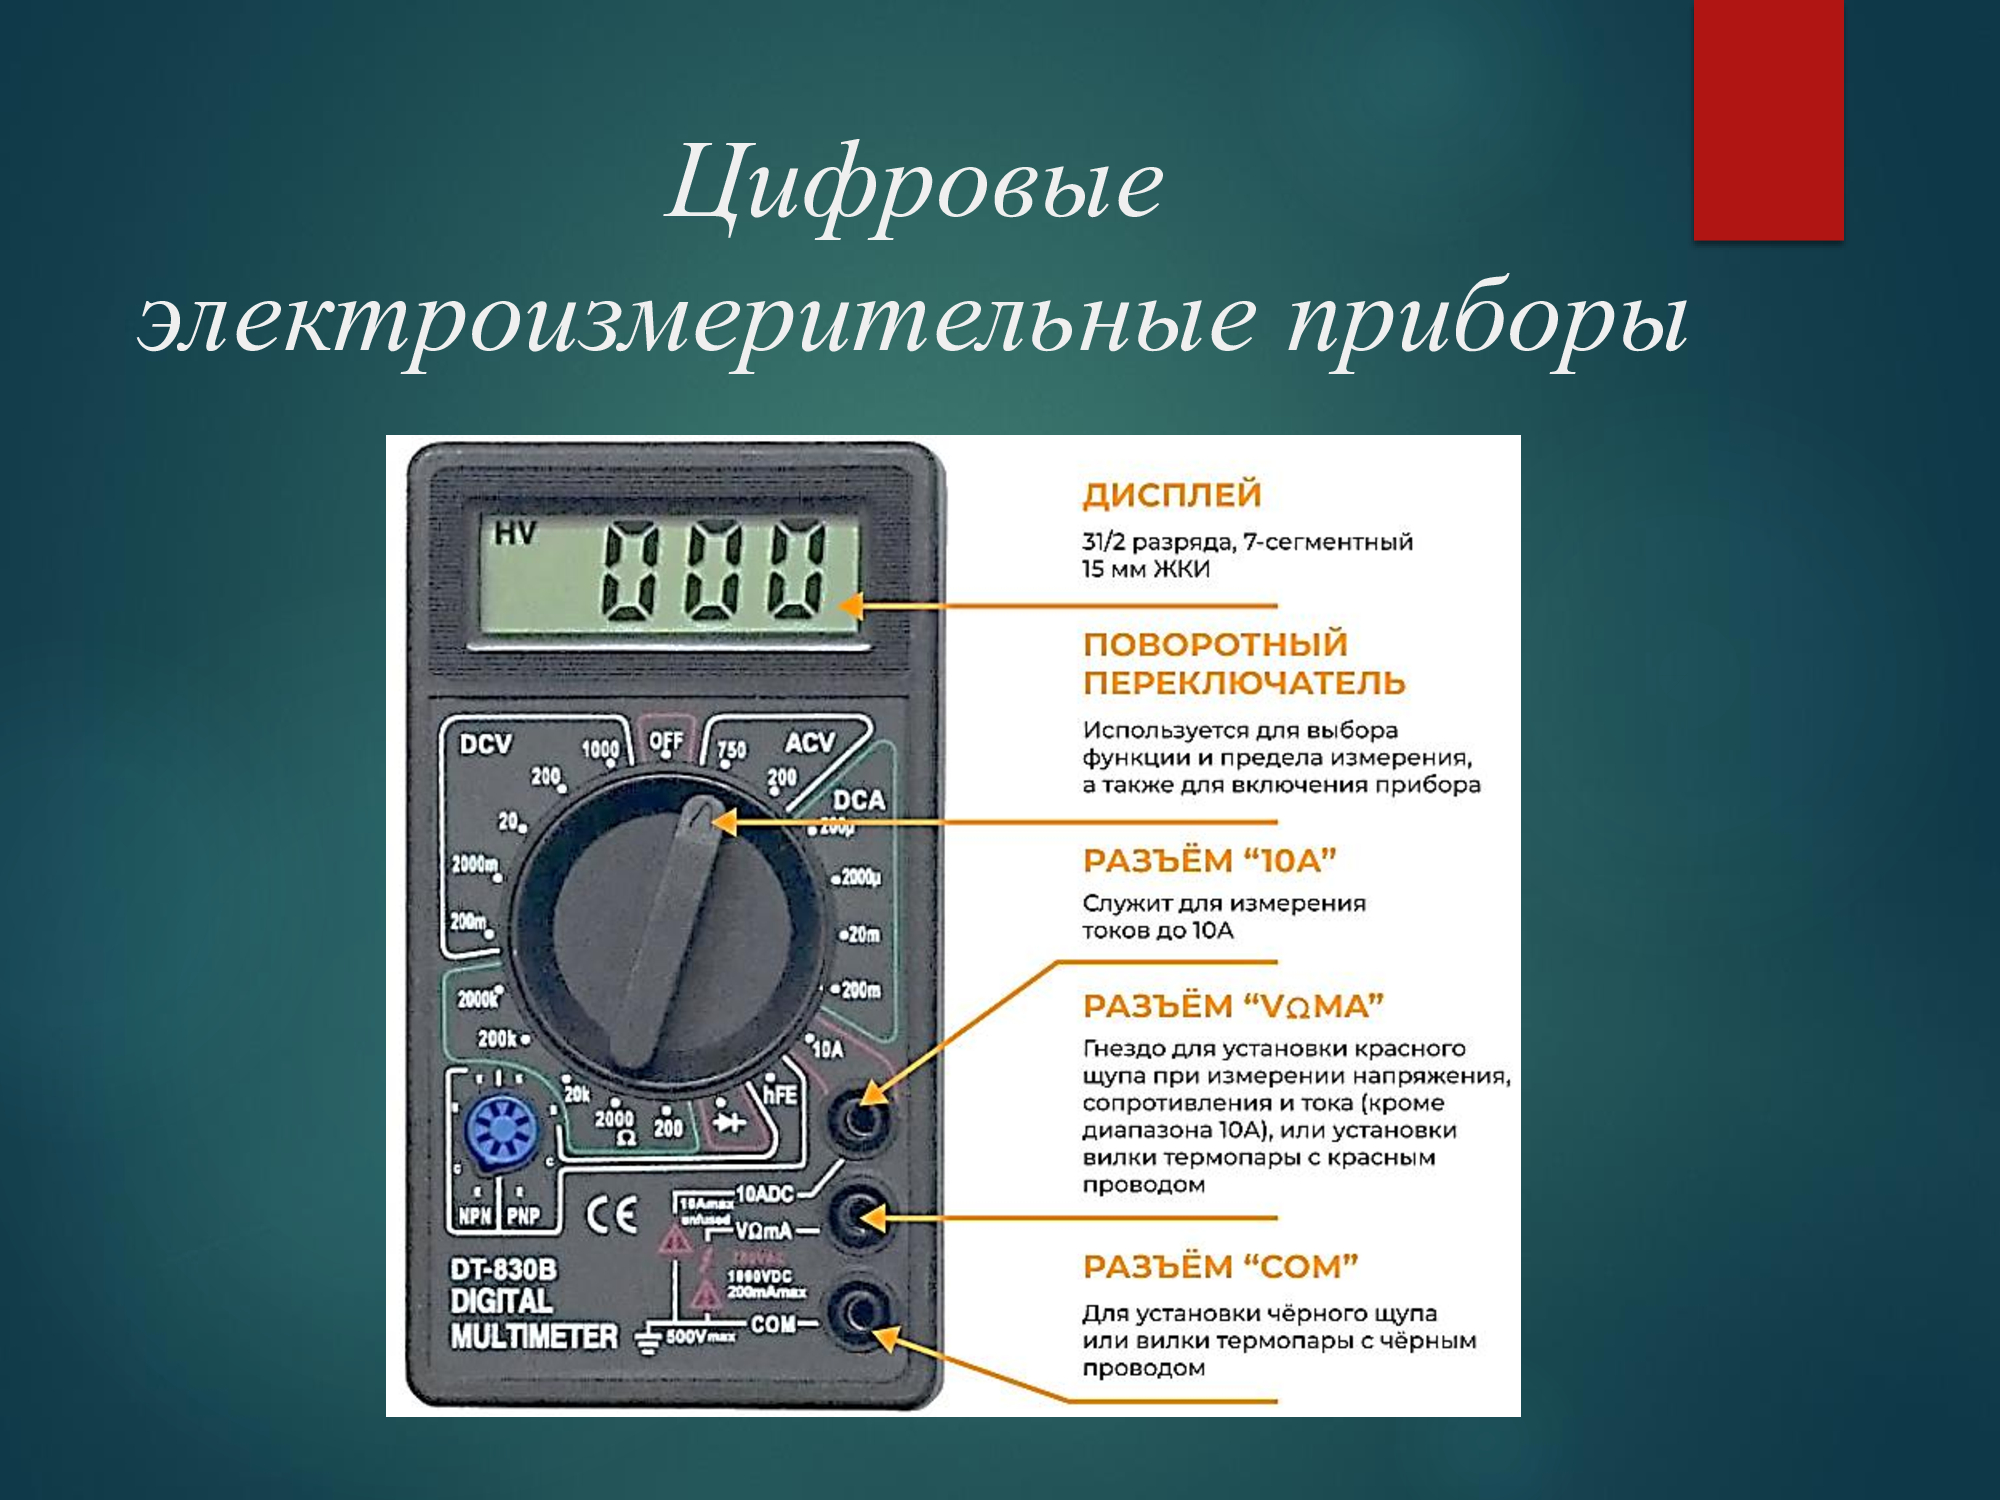 Цифровые
электроизмерительные приборы
HV 000
ДИСПЛЕЙ
31/2 разряда, 7-сегментный
15 мм ЖКИ
ПОВОРОТНЫЙ
ПЕРЕКЛЮЧАТЕЛЬ
Используется для выбора
функции и предела измерения,
а также для включения прибора
РАЗЪЁМ “10А”
Служит для измерения
токов до 10А
РАЗЪЁМ “VΩMA”
Гнездо для установки красного
щупа при измерении напряжения,
сопротивления и тока (кроме
диапазона 10А), или установки
вилки термопары с красным
проводом
РАЗЪЁМ “COM”
Для установки чёрного щупа
или вилки термопары с чёрным
проводом
DCV 1000 OFF 750 ACV
200 200
DCA
20 200µ
2000m 2000µ
200m 20m
2000k 200m
200k 10A
20k hFE
2000 200
Ω
NPN PNP
CE
10ADC
10Amax
unfused
VΩmA
1000VDC
200mAmax
COM
500Vmax
DT-830B
DIGITAL
MULTIMETER